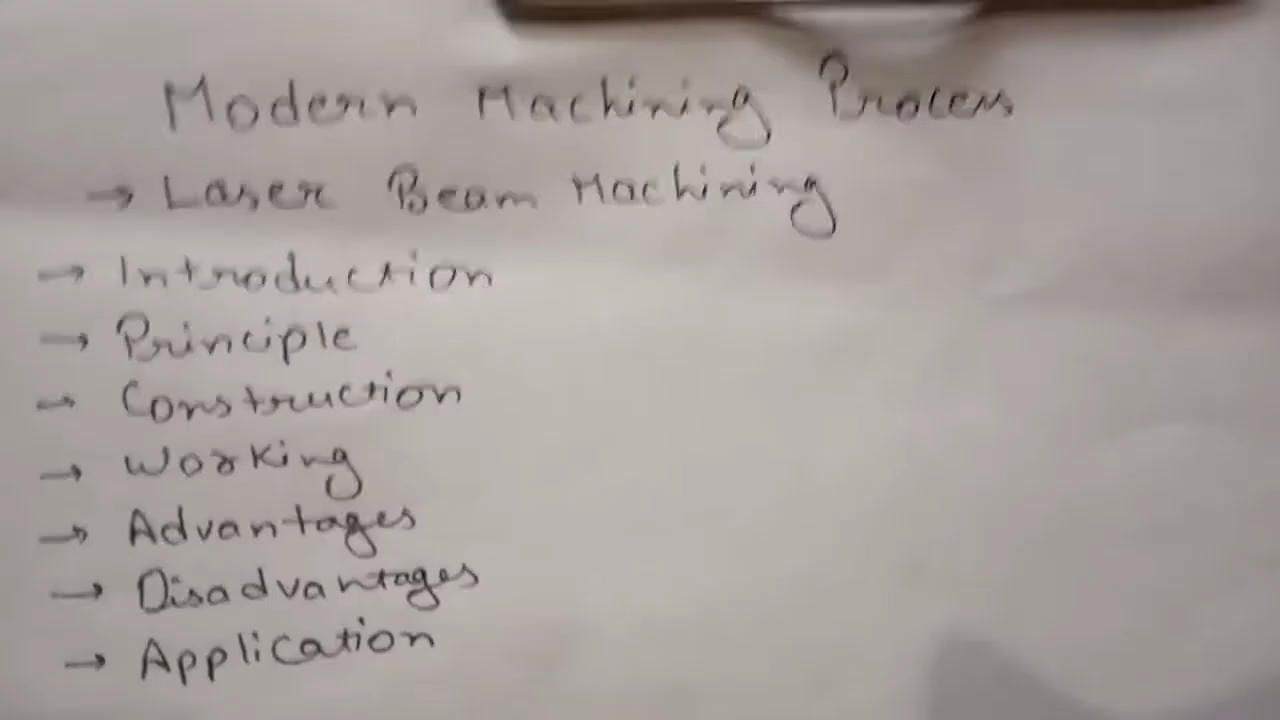 Modern Machining Process
→ Laser Beam Machining
→ Introduction
→ Principle
→ Construction
→ Working
→ Advantages
→ Disadvantages
→ Application